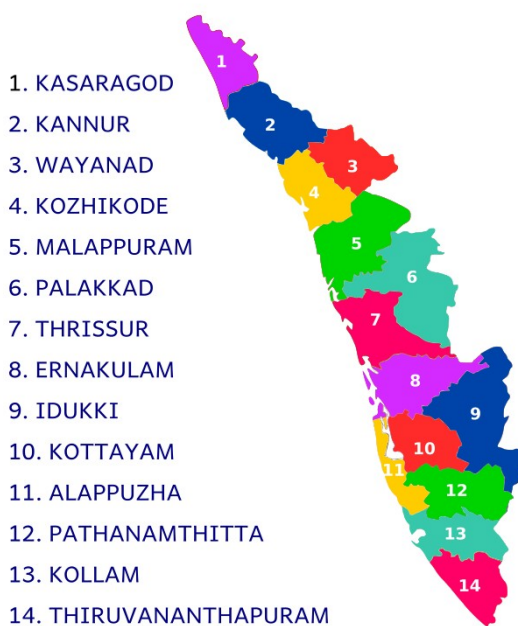 1. KASARAGOD
2. KANNUR
3. WAYANAD
4. KOZHIKODE
5. MALAPPURAM
6. PALAKKAD
7. THRISSUR
8. ERNAKULAM
9. IDUKKI
10. KOTTAYAM
11. ALAPPUZHA
12. PATHANAMTHITTA
13. KOLLAM
14. THIRUVANANTHAPURAM
1
2
3
4
5
6
7
8
9
10
11
12
13
14